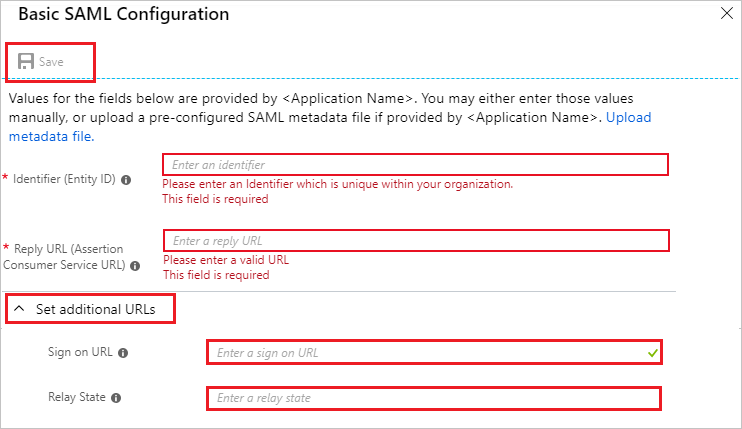 Basic SAML Configuration
Save
Values for the fields below are provided by <Application Name>. You may either enter those values
manually, or upload a pre-configured SAML metadata file if provided by <Application Name>. Upload
metadata file.
Enter an identifier
* Identifier (Entity ID)
Please enter an Identifier which is unique within your organization.
This field is required
Enter a reply URL
* Reply URL (Assertion
Consumer Service URL)
Please enter a valid URL
This field is required
Set additional URLs
Sign on URL
Enter a sign on URL
Relay State
Enter a relay state